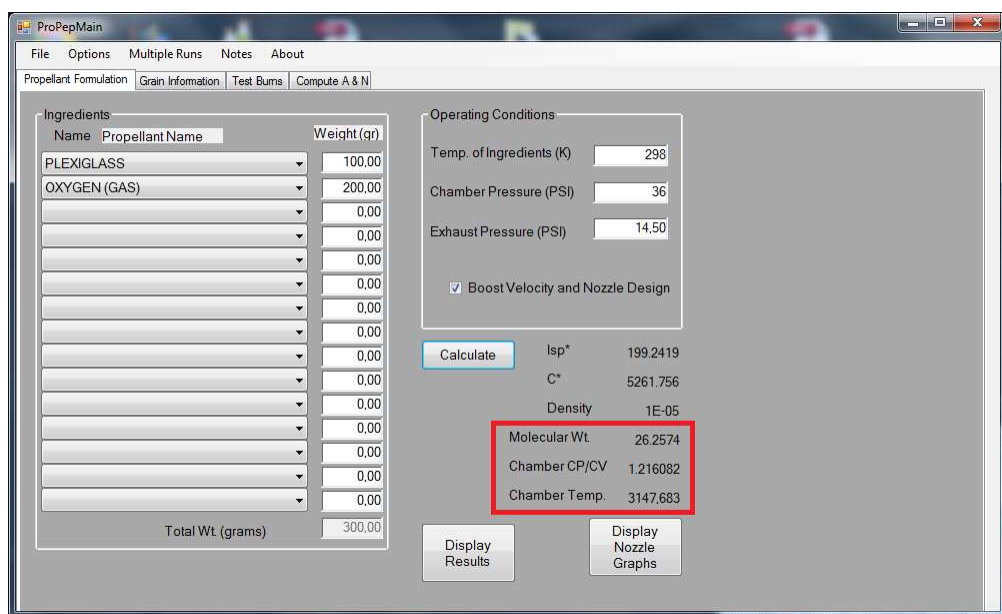 ProPepMain
File Options Multiple Runs Notes About
Propellant Formulation Grain Information Test Burns Compute A & N
Ingredients
Name Propellant Name Weight (gr)
PLEXIGLASS 100,00
OXYGEN (GAS) 200,00
0,00
0,00
0,00
0,00
0,00
0,00
0,00
0,00
0,00
0,00
0,00
0,00
0,00
Total Wt. (grams) 300,00
Operating Conditions
Temp. of Ingredients (K) 298
Chamber Pressure (PSI) 36
Exhaust Pressure (PSI) 14,50
Boost Velocity and Nozzle Design
Calculate
Isp* 199.2419
C* 5261.756
Density 1E-05
Molecular Wt. 26.2574
Chamber CP/CV 1.216082
Chamber Temp. 3147,683
Display
Results
Display
Nozzle
Graphs